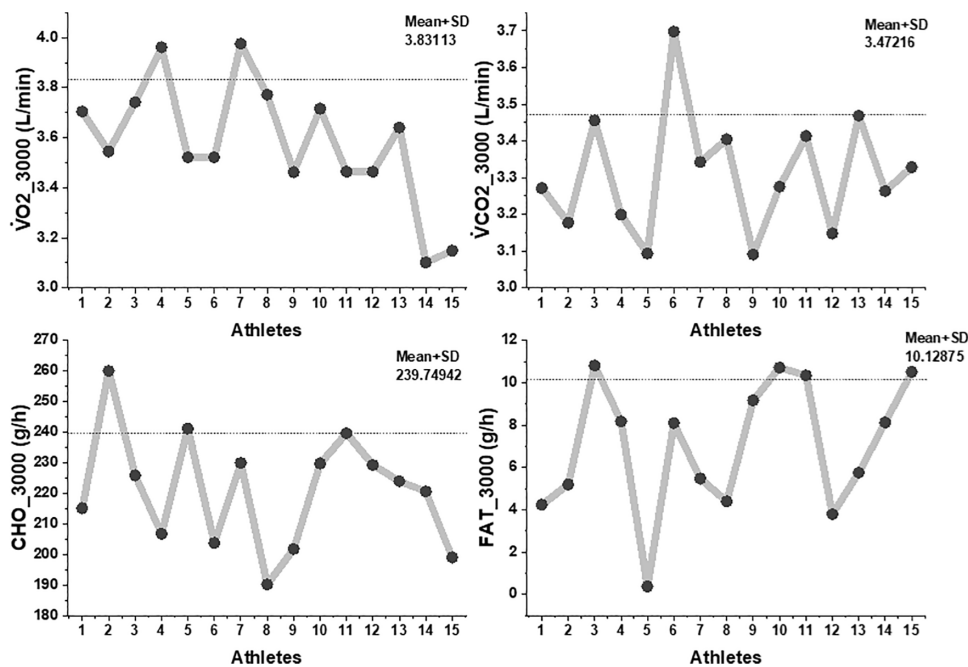 Mean+SD
3.83113
V̇O2_3000 (L/min)
4.0
3.8
3.6
3.4
3.2
3.0
1 2 3 4 5 6 7 8 9 10 11 12 13 14 15
Athletes
Mean+SD
3.47216
V̇CO2_3000 (L/min)
3.7
3.6
3.5
3.4
3.3
3.2
3.1
3.0
1 2 3 4 5 6 7 8 9 10 11 12 13 14 15
Athletes
Mean+SD
239.74942
CHO_3000 (g/h)
270
260
250
240
230
220
210
200
190
180
1 2 3 4 5 6 7 8 9 10 11 12 13 14 15
Athletes
Mean+SD
10.12875
FAT_3000 (g/h)
12
10
8
6
4
2
0
1 2 3 4 5 6 7 8 9 10 11 12 13 14 15
Athletes